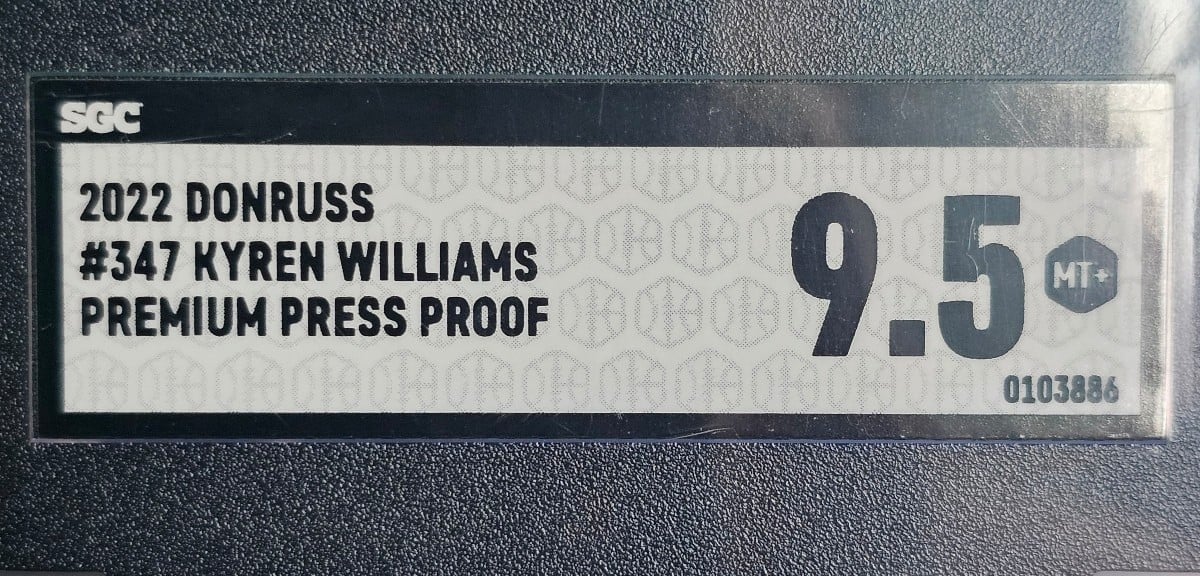 SGC
2022 DONRUSS
#347 KYREN WILLIAMS
PREMIUM PRESS PROOF
9.5
MT+
0103886